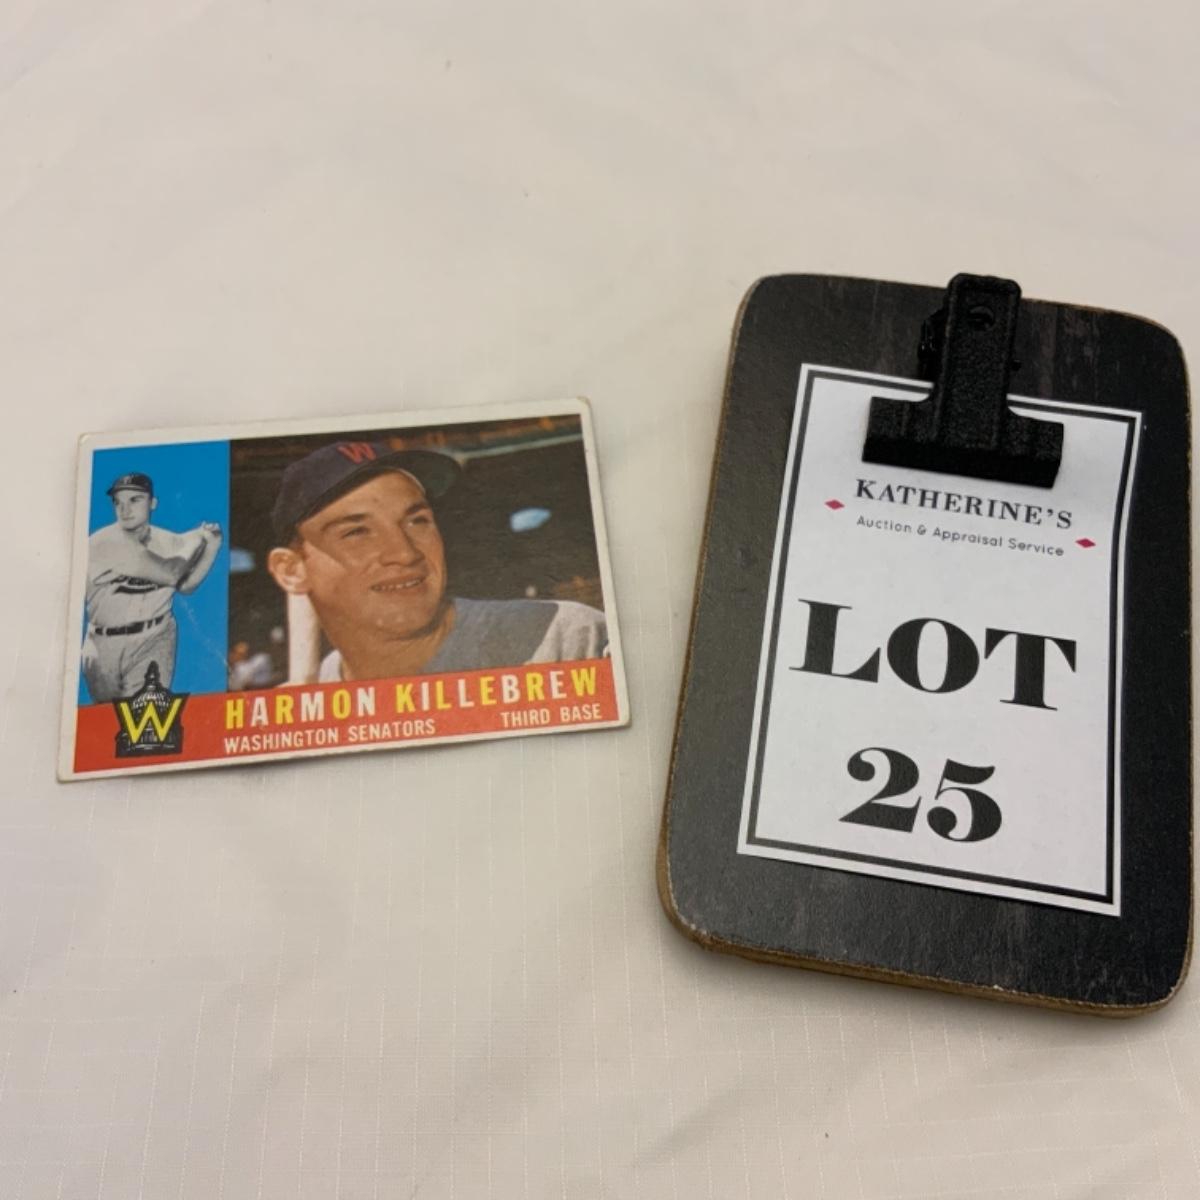 W
W
HARMON KILLEBREW
WASHINGTON SENATORS THIRD BASE
KATHERINE'S
Auction & Appraisal Service
LOT
25